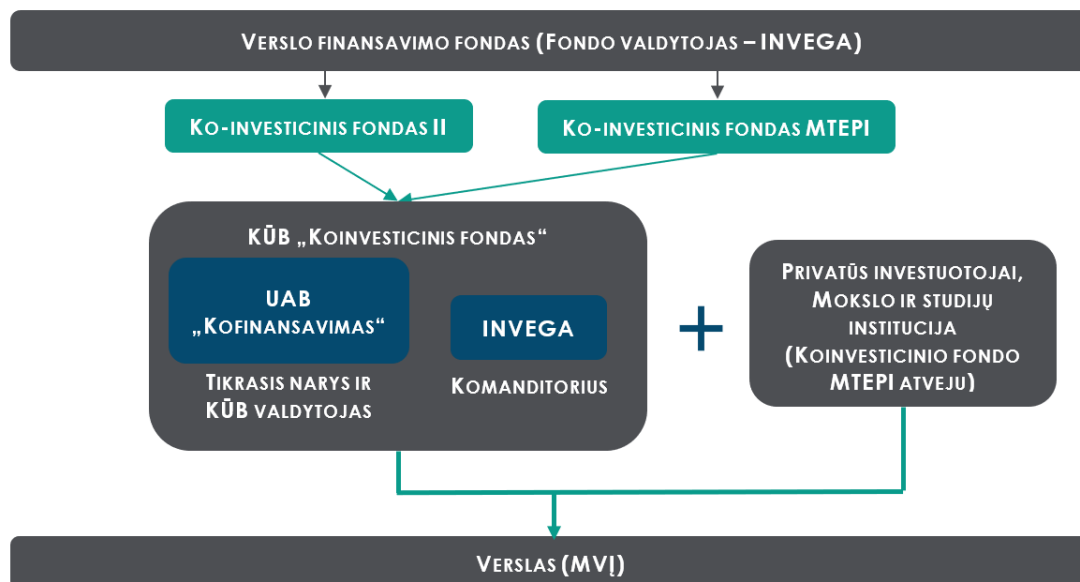 Verslo finansavimo fondas (Fondo valdytojas – INVEGA)
Ko-investicinis fondas II
Ko-investicinis fondas MTEPI
KŪB „Koinvesticinis fondas“
UAB
„Kofinansavimas“
INVEGA
Tikrasis narys ir
KŪB valdytojas
Komanditorius
+
Privatūs investuotojai,
Mokslo ir studijų
institucija
(Koinvesticinio fondo
MTEPI atveju)
Verslas (MVĮ)